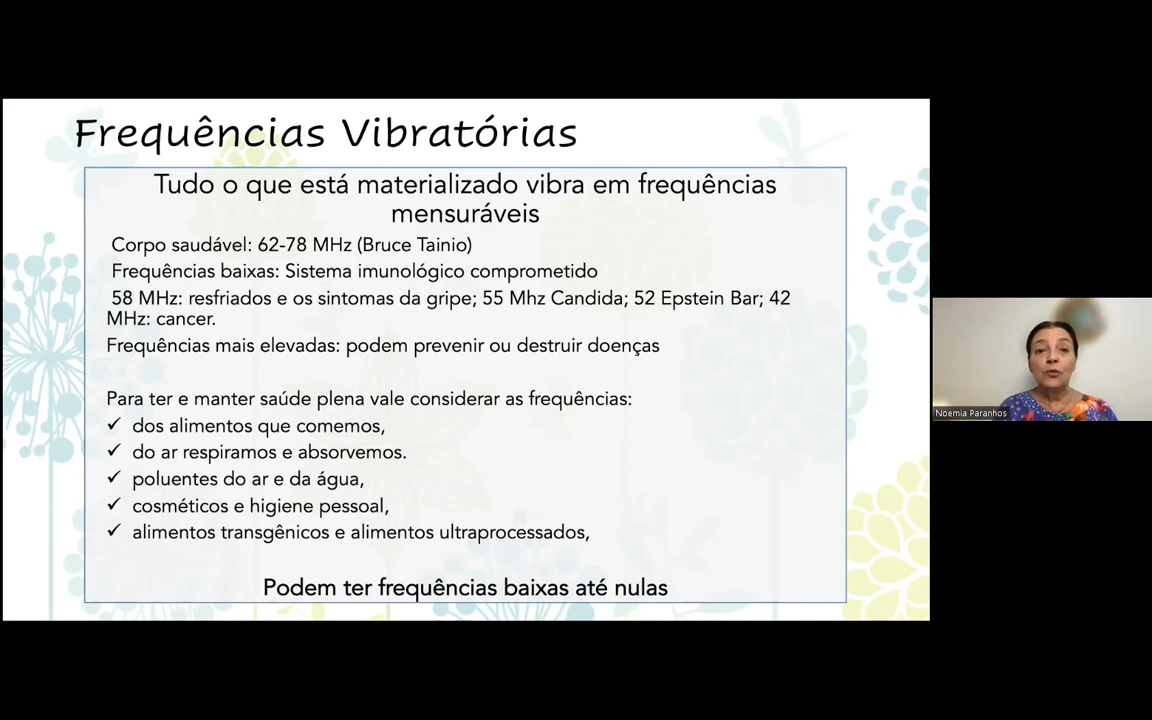 Frequências Vibratórias
Tudo o que está materializado vibra em frequências
mensuráveis
Corpo saudável: 62-78 MHz (Bruce Tainio)
Frequências baixas: Sistema imunológico comprometido
58 MHz: resfriados e os sintomas da gripe; 55 Mhz Candida; 52 Epstein Bar; 42
MHz: cancer.
Frequências mais elevadas: podem prevenir ou destruir doenças
Para ter e manter saúde plena vale considerar as frequências:
✓ dos alimentos que comemos,
✓ do ar respiramos e absorvemos.
✓ poluentes do ar e da água,
✓ cosméticos e higiene pessoal,
✓ alimentos transgênicos e alimentos ultraprocessados,
Podem ter frequências baixas até nulas
Noemia Paranhos